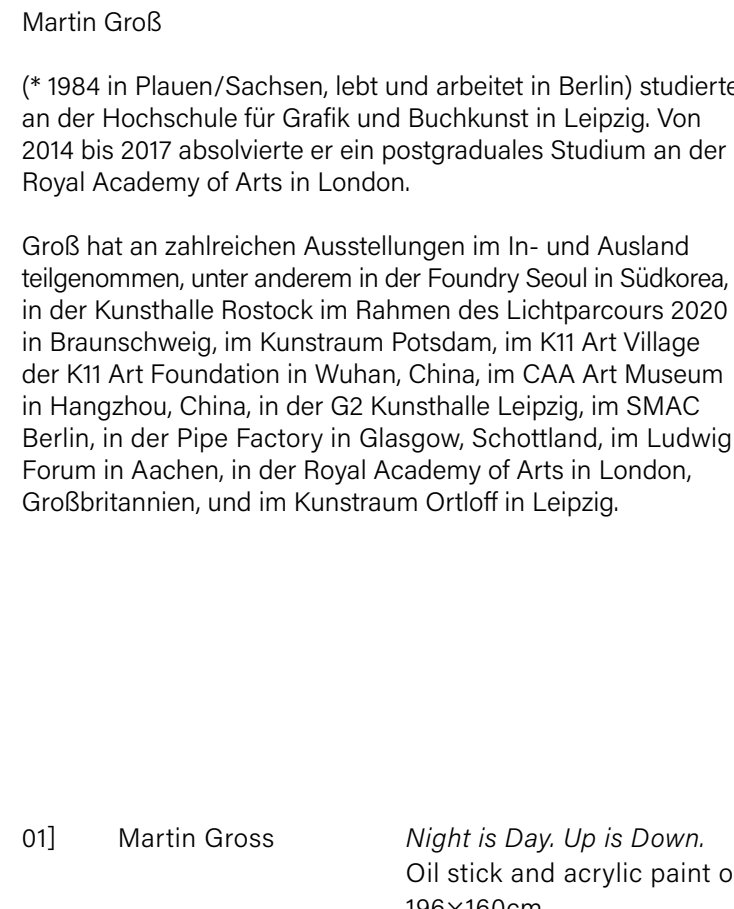 Martin Groß
(* 1984 in Plauen/Sachsen, lebt und arbeitet in Berlin) studierte
an der Hochschule für Grafik und Buchkunst in Leipzig. Von
2014 bis 2017 absolvierte er ein postgraduales Studium an der
Royal Academy of Arts in London.
Groß hat an zahlreichen Ausstellungen im In- und Ausland
teilgenommen, unter anderem in der Foundry Seoul in Südkorea,
in der Kunsthalle Rostock im Rahmen des Lichtparcours 2020
in Braunschweig, im Kunstraum Potsdam, im K11 Art Village
der K11 Art Foundation in Wuhan, China, im CAA Art Museum
in Hangzhou, China, in der G2 Kunsthalle Leipzig, im SMAC
Berlin, in der Pipe Factory in Glasgow, Schottland, im Ludwig
Forum in Aachen, in der Royal Academy of Arts in London,
Großbritannien, und im Kunstraum Ortloff in Leipzig.
01] Martin Gross Night is Day. Up is Down.
Oil stick and acrylic paint
196×160cm